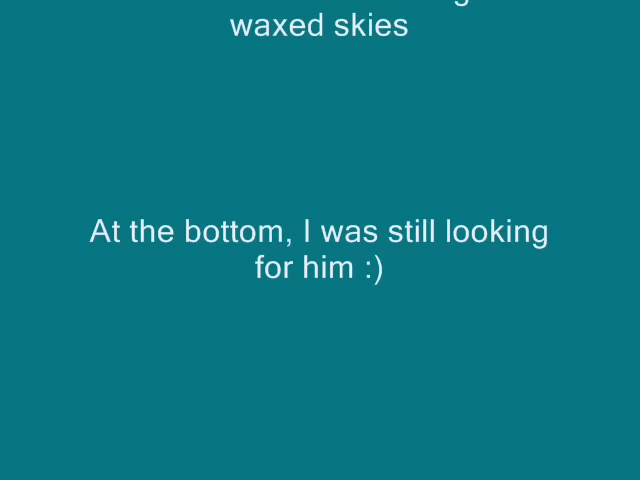 waxed skies
At the bottom, I was still looking
for him :)